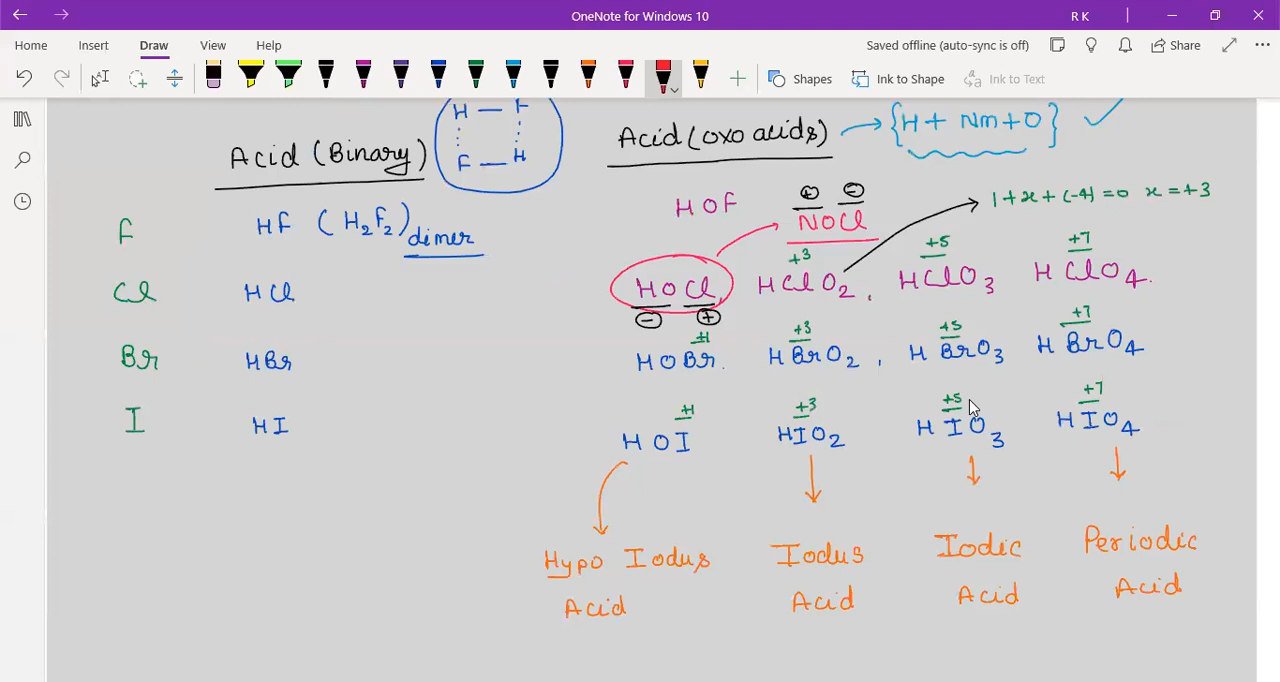 OneNote for Windows 10
R K
Home Insert Draw View Help
Saved offline (auto-sync is off)
Share
Shapes
Ink to Shape
Ink to Text
H — F
F — H
Acid (Binary)
Acid (oxo acids) → {H + Nm + O}
F HF (H2F2) dimer
HOF
⊕ ⊖
NOCl
1 + x + (-4) = 0 x = +3
+3 +5 +7
Cl HCl HOCl, HClO2, HClO3 HClO4.
⊖ ⊕
+1 +3 +5 +7
Br HBr HOBr. HBrO2, HBrO3 HBrO4
+1 +3 +5 +7
I HI HOI HIO2 HIO3 HIO4
Hypo Iodus Acid
Iodus Acid
Iodic Acid
Periodic Acid